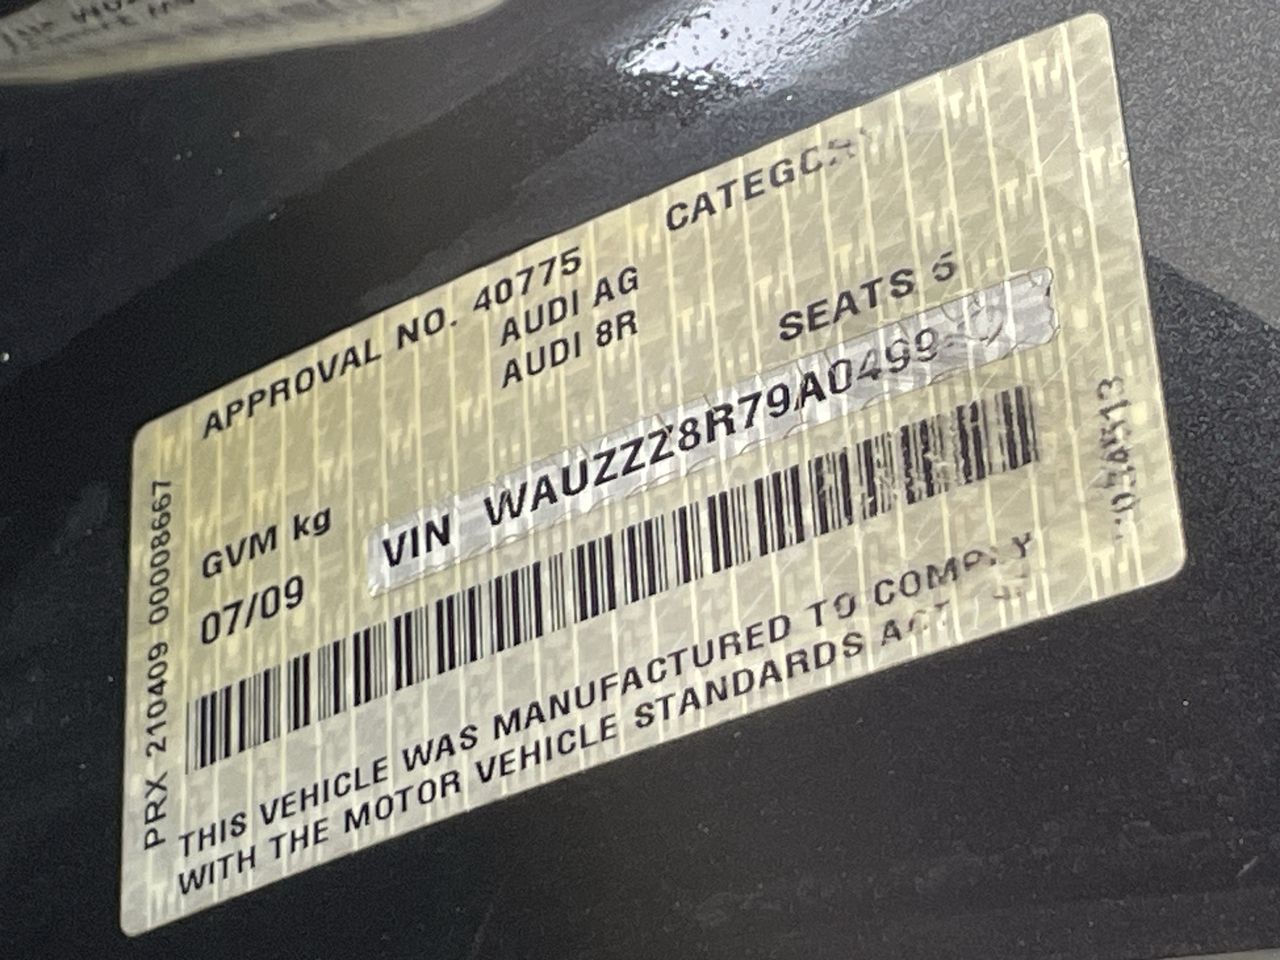 APPROVAL NO. 40775
AUDI AG
AUDI 8R
SEATS 5
GVM kg
07/09
VIN WAUZZZ8R79A0499
THIS VEHICLE WAS MANUFACTURED TO COMPLY
WITH THE MOTOR VEHICLE STANDARDS ACT
PRX 210409 00008667